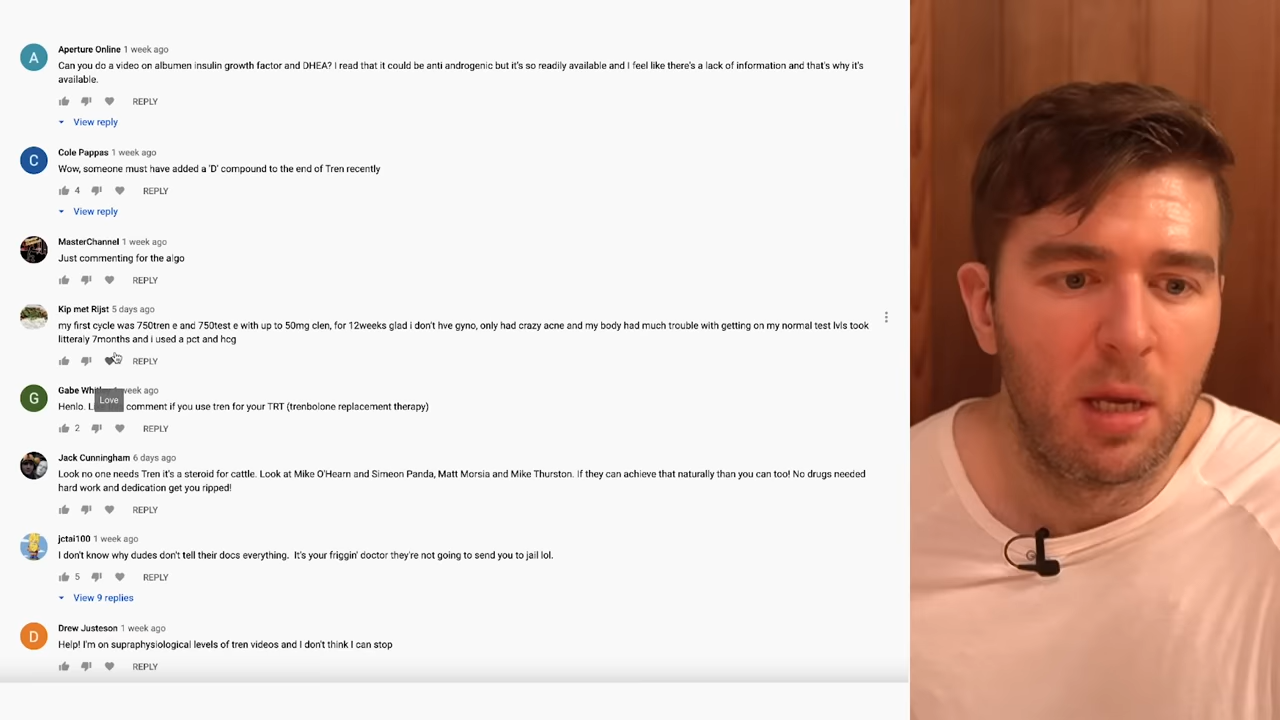 A
Aperture Online 1 week ago
Can you do a video on albumen insulin growth factor and DHEA? I read that it could be anti androgenic but it's so readily available and I feel like there's a lack of information and that's why it's
available.
REPLY
View reply
C
Cole Pappas 1 week ago
Wow, someone must have added a 'D' compound to the end of Tren recently
4 REPLY
View reply
MasterChannel 1 week ago
Just commenting for the algo
REPLY
Kip met Rijst 5 days ago
my first cycle was 750tren e and 750test e with up to 50mg clen, for 12weeks glad i don't hve gyno, only had crazy acne and my body had much trouble with getting on my normal test lvls took
litteraly 7months and i used a pct and hcg
REPLY
G
Gabe week ago
Love
Henlo. comment if you use tren for your TRT (trenbolone replacement therapy)
2 REPLY
Jack Cunningham 6 days ago
Look no one needs Tren it's a steroid for cattle. Look at Mike O'Hearn and Simeon Panda, Matt Morsia and Mike Thurston. If they can achieve that naturally than you can too! No drugs needed
hard work and dedication get you ripped!
REPLY
jctai100 1 week ago
I don't know why dudes don't tell their docs everything. It's your friggin' doctor they're not going to send you to jail lol.
5 REPLY
View 9 replies
D
Drew Justeson 1 week ago
Help! I'm on supraphysiological levels of tren videos and I don't think I can stop
REPLY